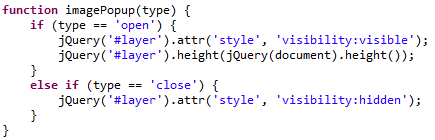 function imagePopup(type) {
    if (type == 'open') {
        jQuery('#layer').attr('style', 'visibility:visible');
        jQuery('#layer').height(jQuery(document).height());
    }
    else if (type == 'close') {
        jQuery('#layer').attr('style', 'visibility:hidden');
    }
}